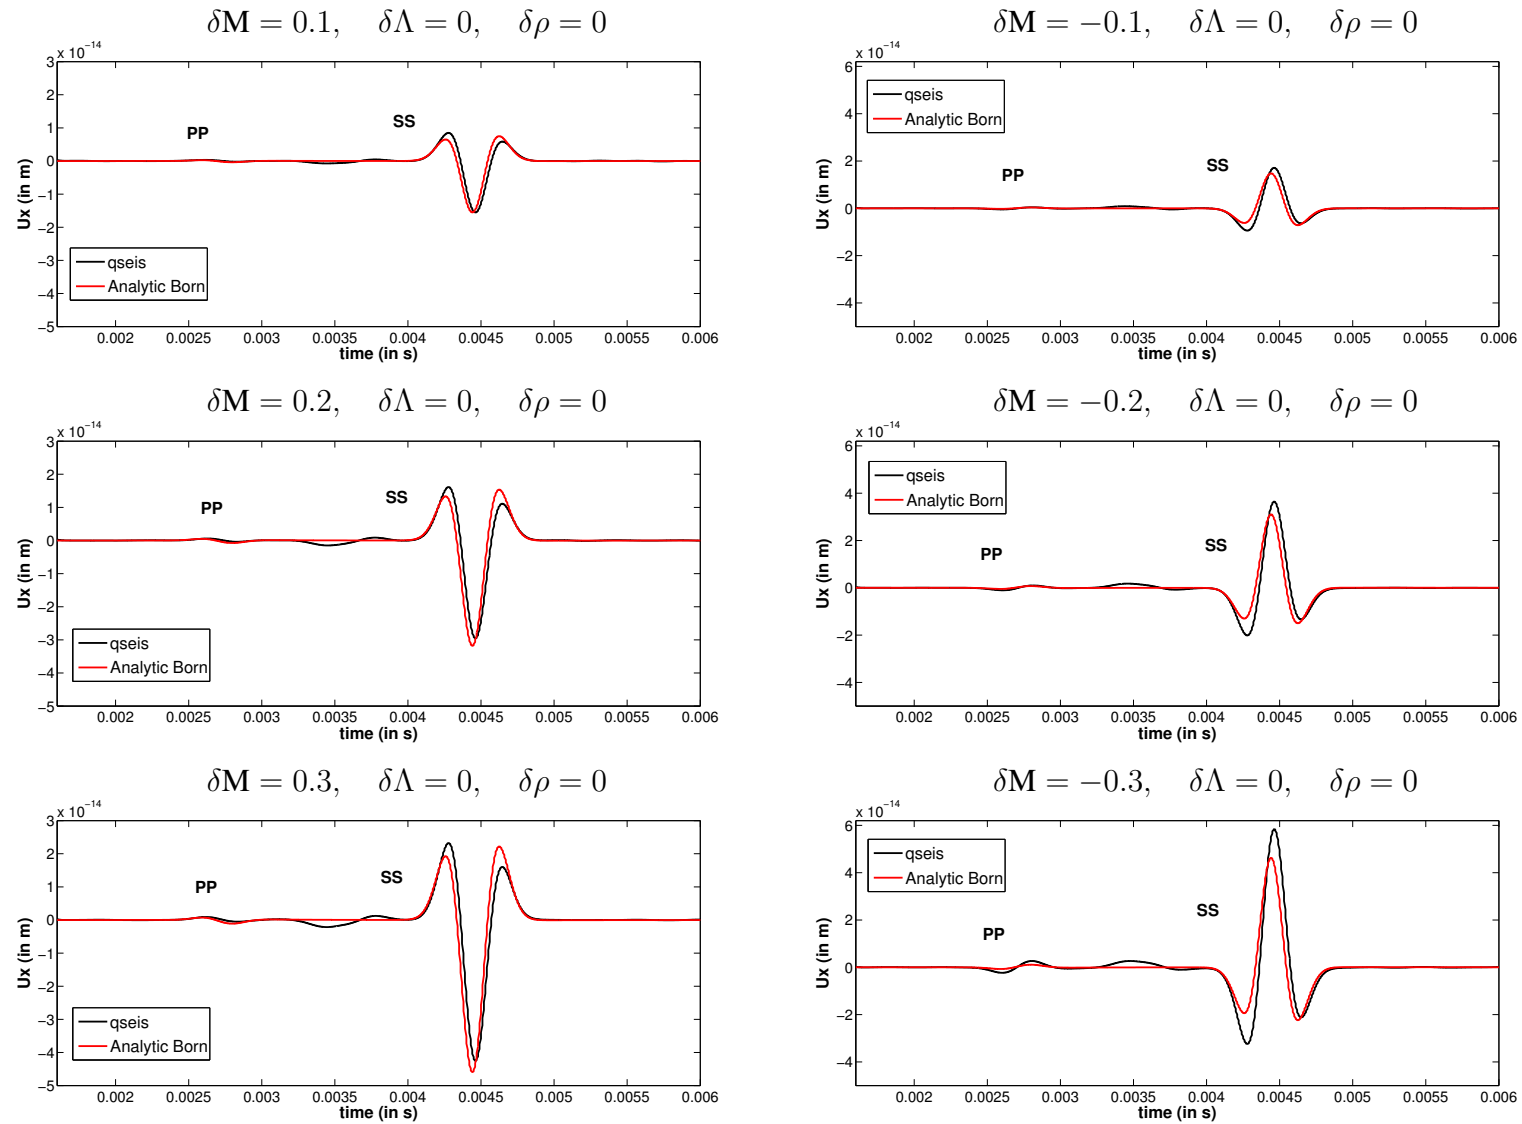 δM = 0.1, δΛ = 0, δρ = 0
x 10⁻¹⁴
3
2
1
0
−1
−2
−3
−4
−5
Ux (in m)
PP
SS
qseis
Analytic Born
0.002 0.0025 0.003 0.0035 0.004 0.0045 0.005 0.0055 0.006
time (in s)
δM = −0.1, δΛ = 0, δρ = 0
x 10⁻¹⁴
6
4
2
0
−2
−4
Ux (in m)
qseis
Analytic Born
PP
SS
0.002 0.0025 0.003 0.0035 0.004 0.0045 0.005 0.0055 0.006
time (in s)
δM = 0.2, δΛ = 0, δρ = 0
x 10⁻¹⁴
3
2
1
0
−1
−2
−3
−4
−5
Ux (in m)
PP
SS
qseis
Analytic Born
0.002 0.0025 0.003 0.0035 0.004 0.0045 0.005 0.0055 0.006
time (in s)
δM = −0.2, δΛ = 0, δρ = 0
x 10⁻¹⁴
6
4
2
0
−2
−4
Ux (in m)
qseis
Analytic Born
PP
SS
0.002 0.0025 0.003 0.0035 0.004 0.0045 0.005 0.0055 0.006
time (in s)
δM = 0.3, δΛ = 0, δρ = 0
x 10⁻¹⁴
3
2
1
0
−1
−2
−3
−4
−5
Ux (in m)
PP
SS
qseis
Analytic Born
0.002 0.0025 0.003 0.0035 0.004 0.0045 0.005 0.0055 0.006
time (in s)
δM = −0.3, δΛ = 0, δρ = 0
x 10⁻¹⁴
6
4
2
0
−2
−4
Ux (in m)
qseis
Analytic Born
PP
SS
0.002 0.0025 0.003 0.0035 0.004 0.0045 0.005 0.0055 0.006
time (in s)